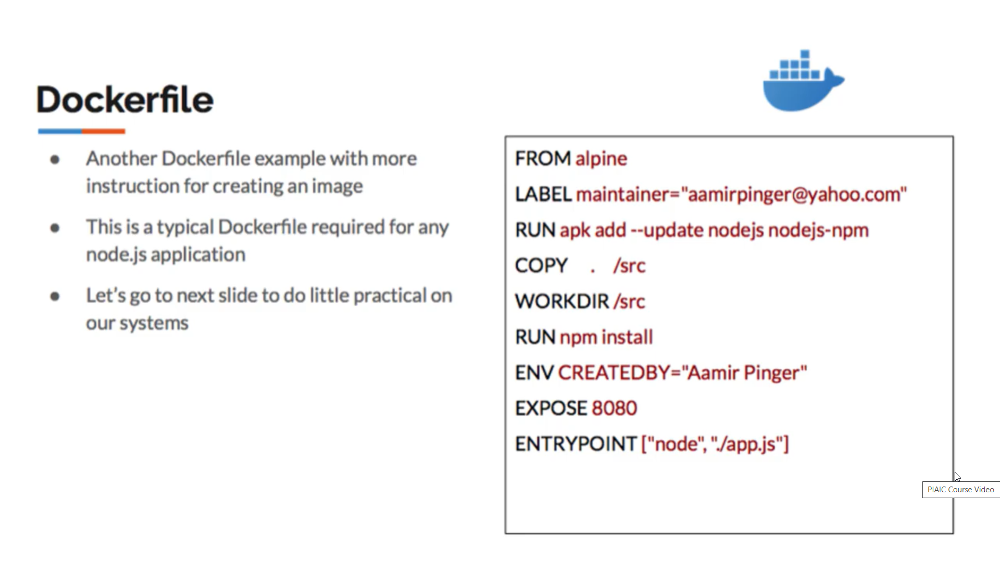 Dockerfile
● Another Dockerfile example with more
instruction for creating an image
● This is a typical Dockerfile required for any
node.js application
● Let's go to next slide to do little practical on
our systems
FROM alpine
LABEL maintainer="aamirpinger@yahoo.com"
RUN apk add --update nodejs nodejs-npm
COPY . /src
WORKDIR /src
RUN npm install
ENV CREATEDBY="Aamir Pinger"
EXPOSE 8080
ENTRYPOINT ["node", "./app.js"]
PIAIC Course Video